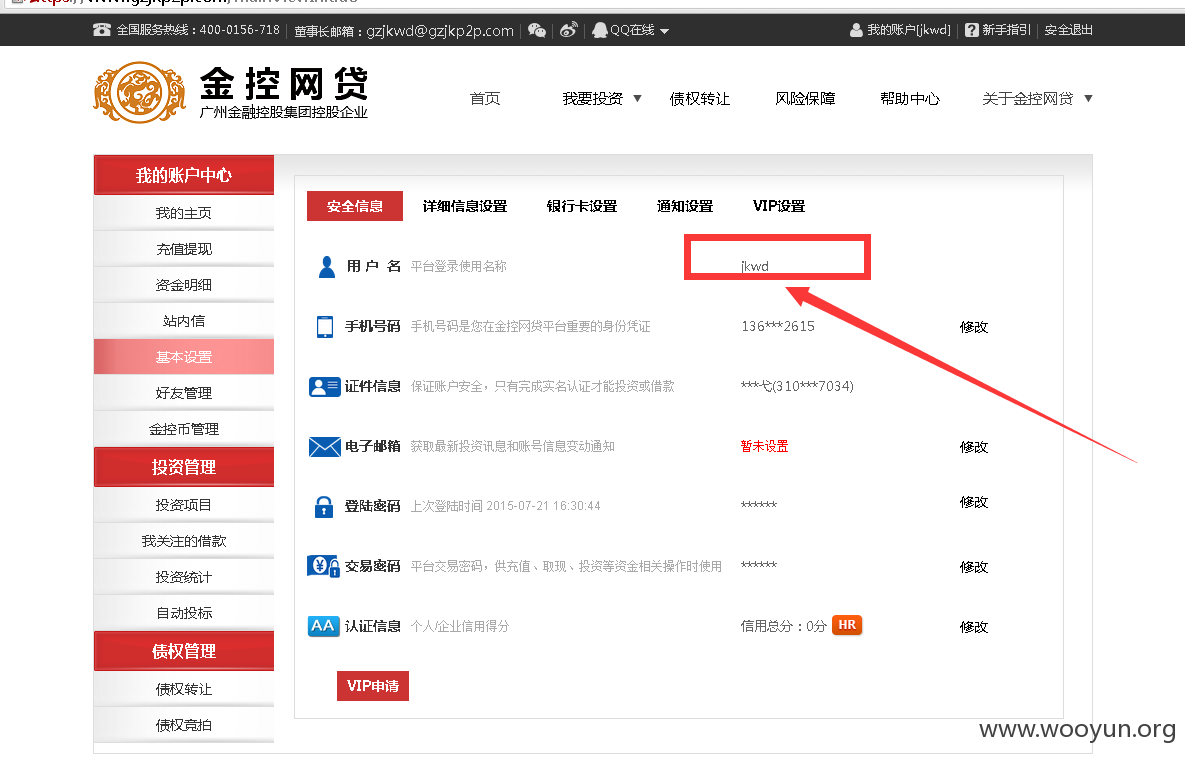 全国服务热线：400-0156-718 董事长邮箱：gzjkwd@gzjkp2p.com QQ在线 我的账户[jkwd] 新手指引 安全退出
金控网贷
广州金融控股集团控股企业
首页 我要投资 债权转让 风险保障 帮助中心 关于金控网贷
我的账户中心
我的主页
充值提现
资金明细
站内信
基本设置
好友管理
金控币管理
投资管理
投资项目
我关注的借款
投资统计
自动投标
债权管理
债权转让
债权竞拍
安全信息 详细信息设置 银行卡设置 通知设置 VIP设置
用 户 名 平台登录使用名称 jkwd
手机号码 手机号码是您在金控网贷平台重要的身份凭证 136***2615 修改
证件信息 保证账户安全，只有完成实名认证才能投资或借款 ***弋(310***7034)
电子邮箱 获取最新投资讯息和账号信息变动通知 暂未设置 修改
登陆密码 上次登陆时间 2015-07-21 16:30:44 ****** 修改
交易密码 平台交易密码，供充值、取现、投资等资金相关操作时使用 ****** 修改
AA 认证信息 个人/企业信用得分 信用总分：0分 HR 修改
VIP申请
www.wooyun.org